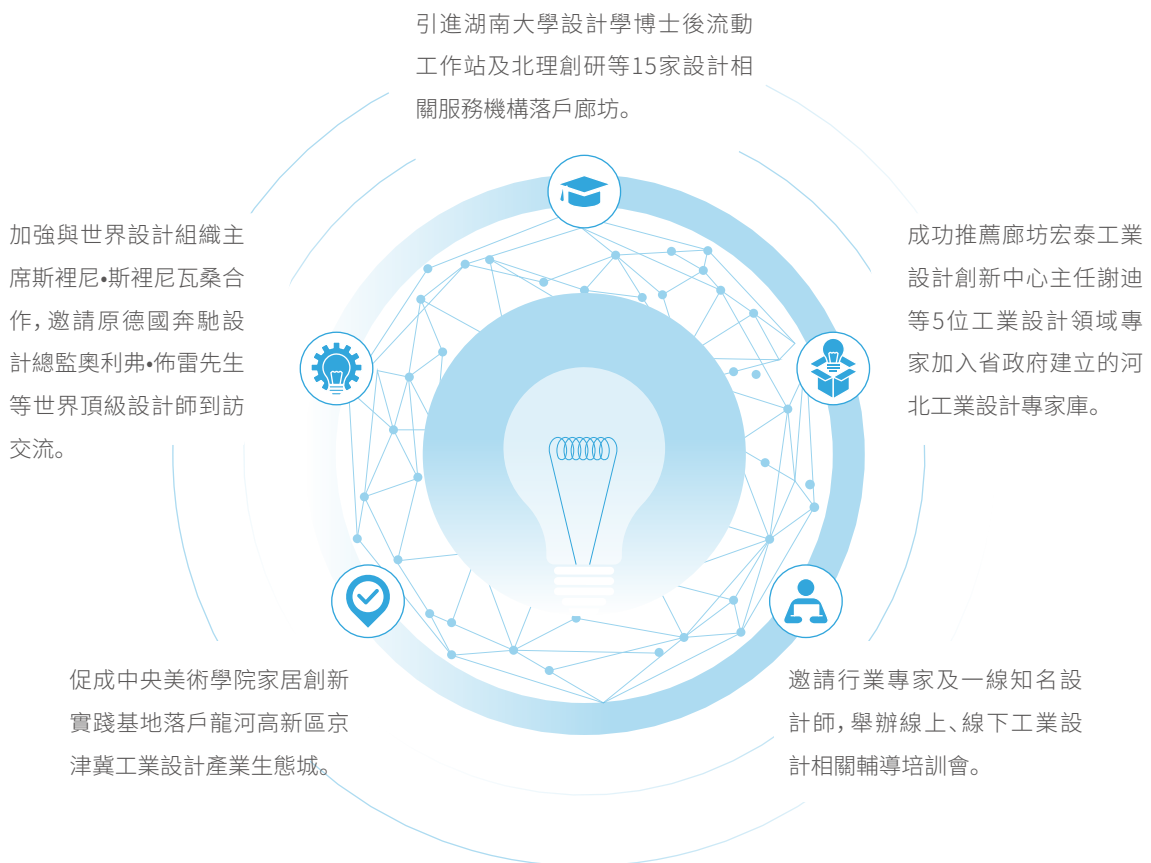 引進湖南大學設計學博士後流動
工作站及北理創研等15家設計相
關服務機構落戶廊坊。
加強與世界設計組織主
席斯裡尼•斯裡尼瓦桑合
作，邀請原德國奔馳設
計總監奧利弗•佈雷先生
等世界頂級設計師到訪
交流。
成功推薦廊坊宏泰工業
設計創新中心主任謝迪
等5位工業設計領域專
家加入省政府建立的河
北工業設計專家庫。
促成中央美術學院家居創新
實踐基地落戶龍河高新區京
津冀工業設計產業生態城。
邀請行業專家及一線知名設
計師，舉辦線上、線下工業設
計相關輔導培訓會。